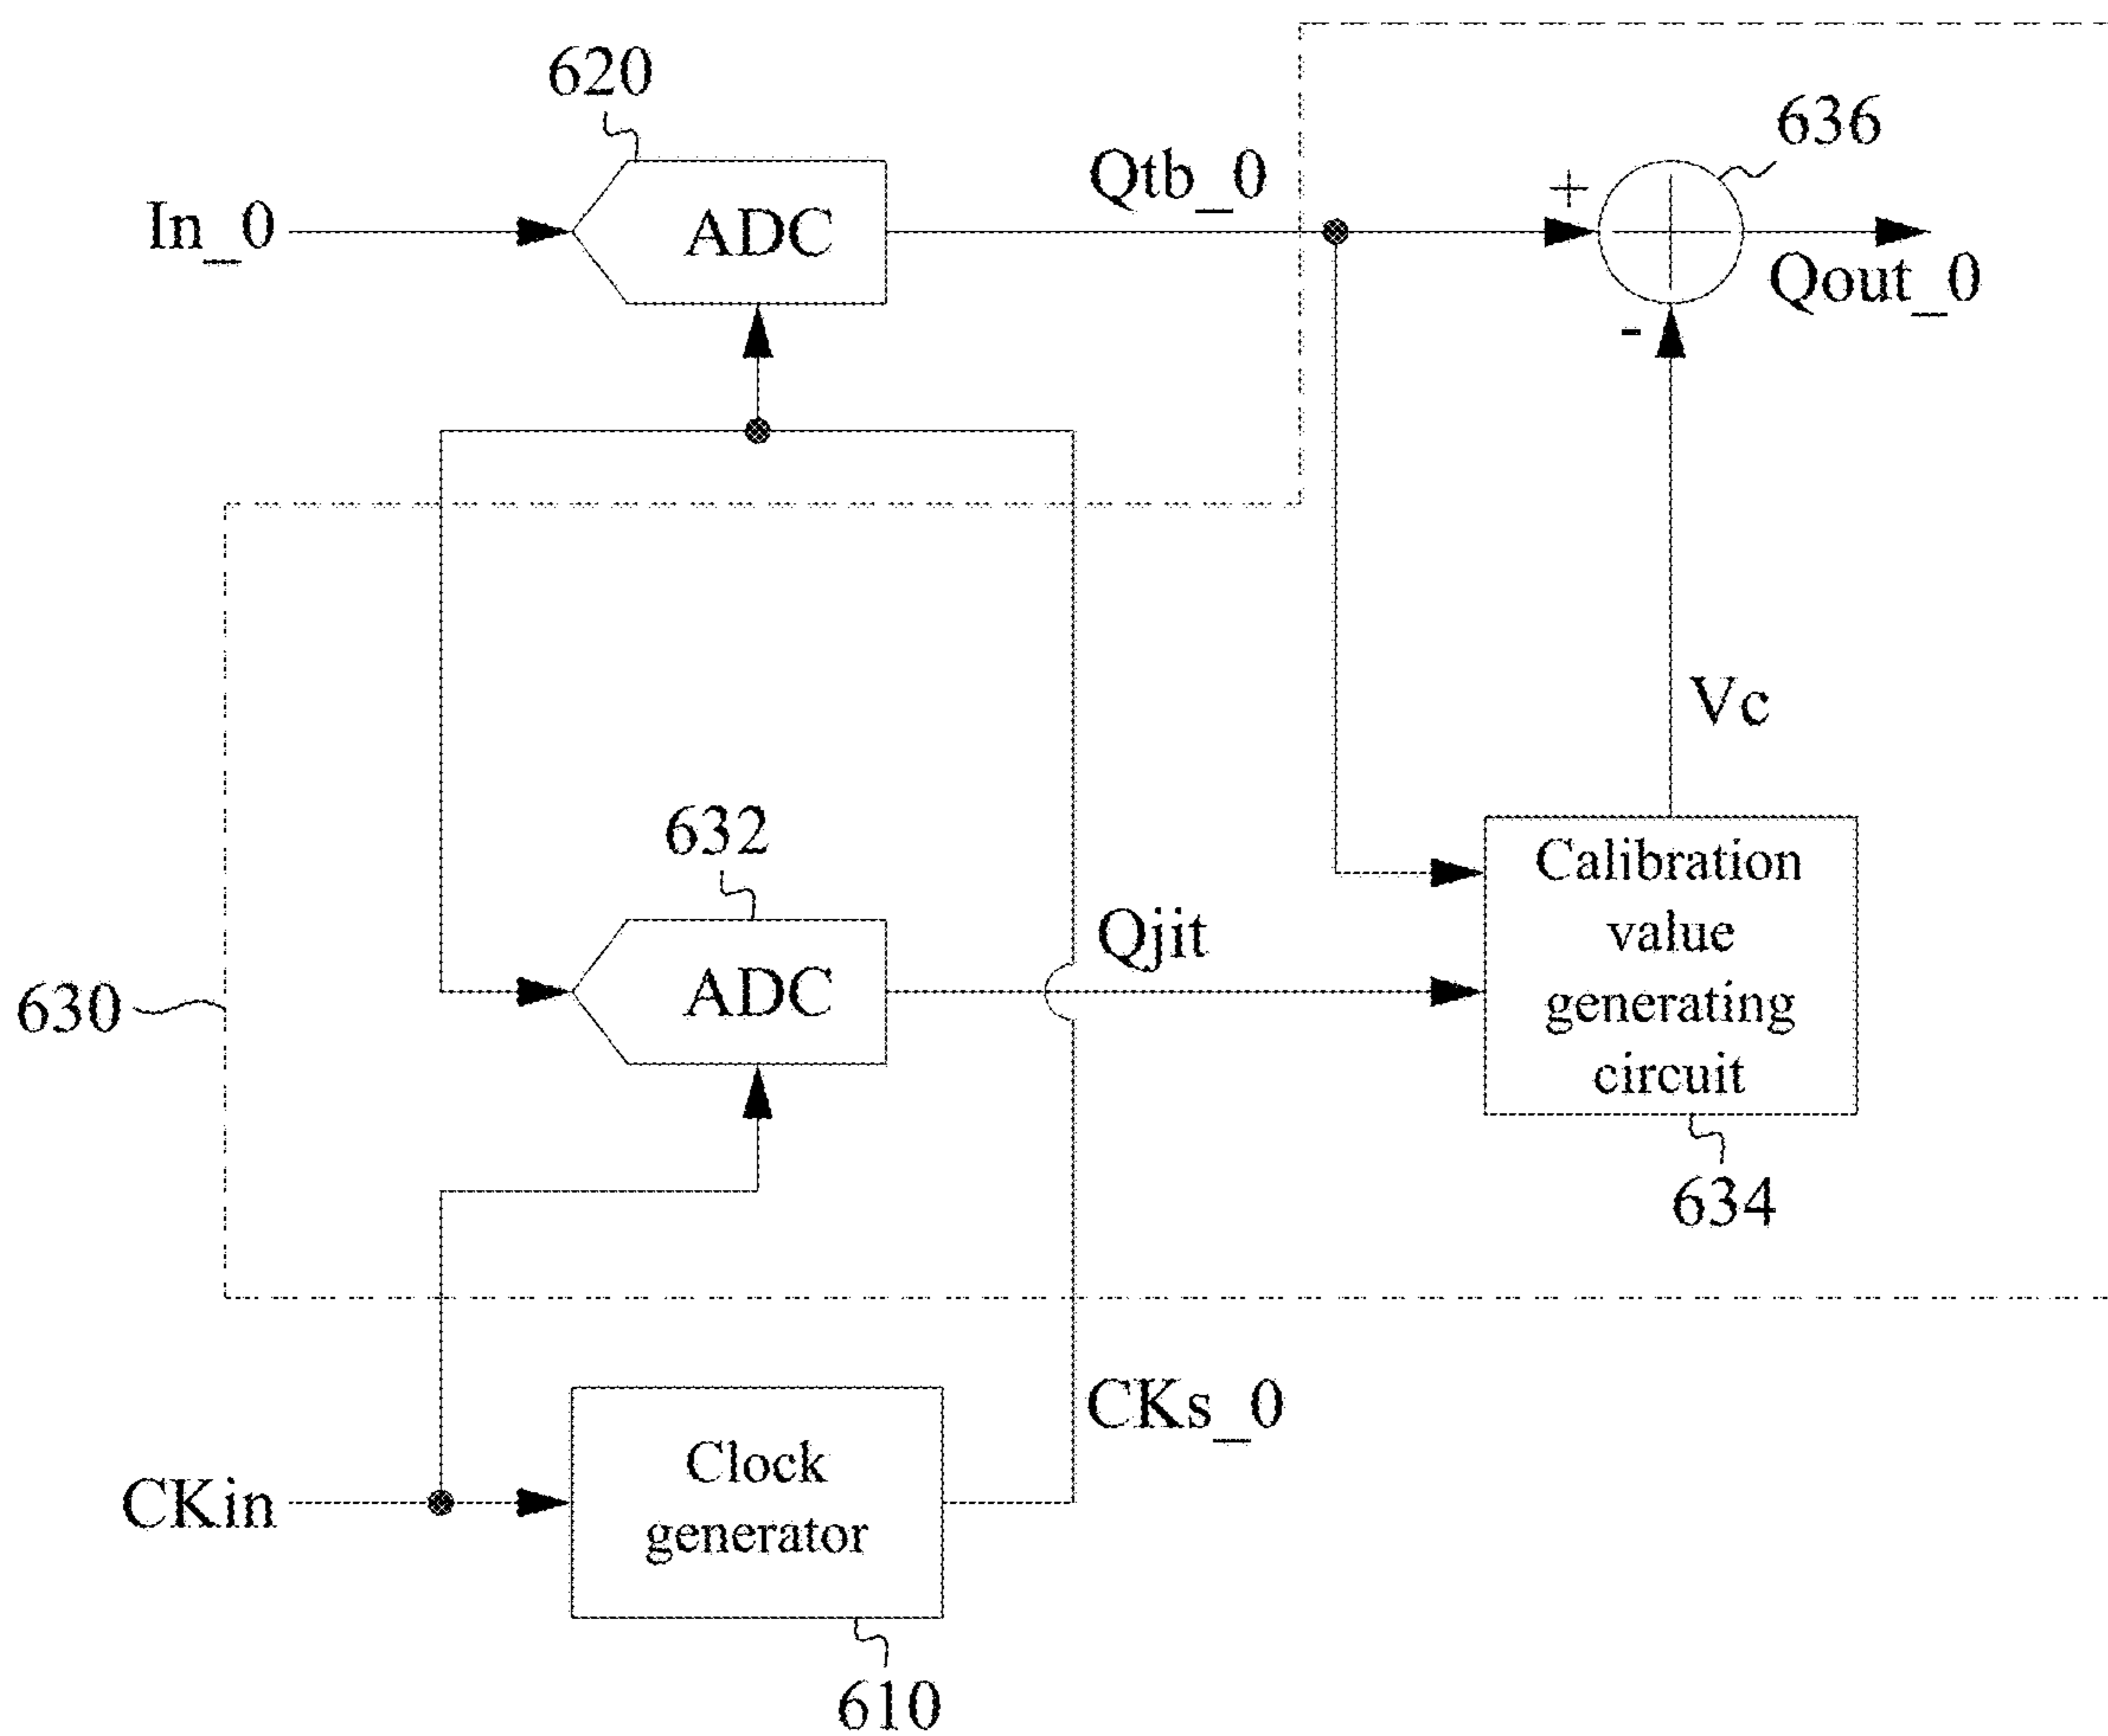 620
636
In_0
ADC
Qtb_0
+
Qout_0
-
Vc
632
Calibration
value
generating
circuit
Qjit
ADC
630
634
CKs_0
CKin
Clock
generator
610